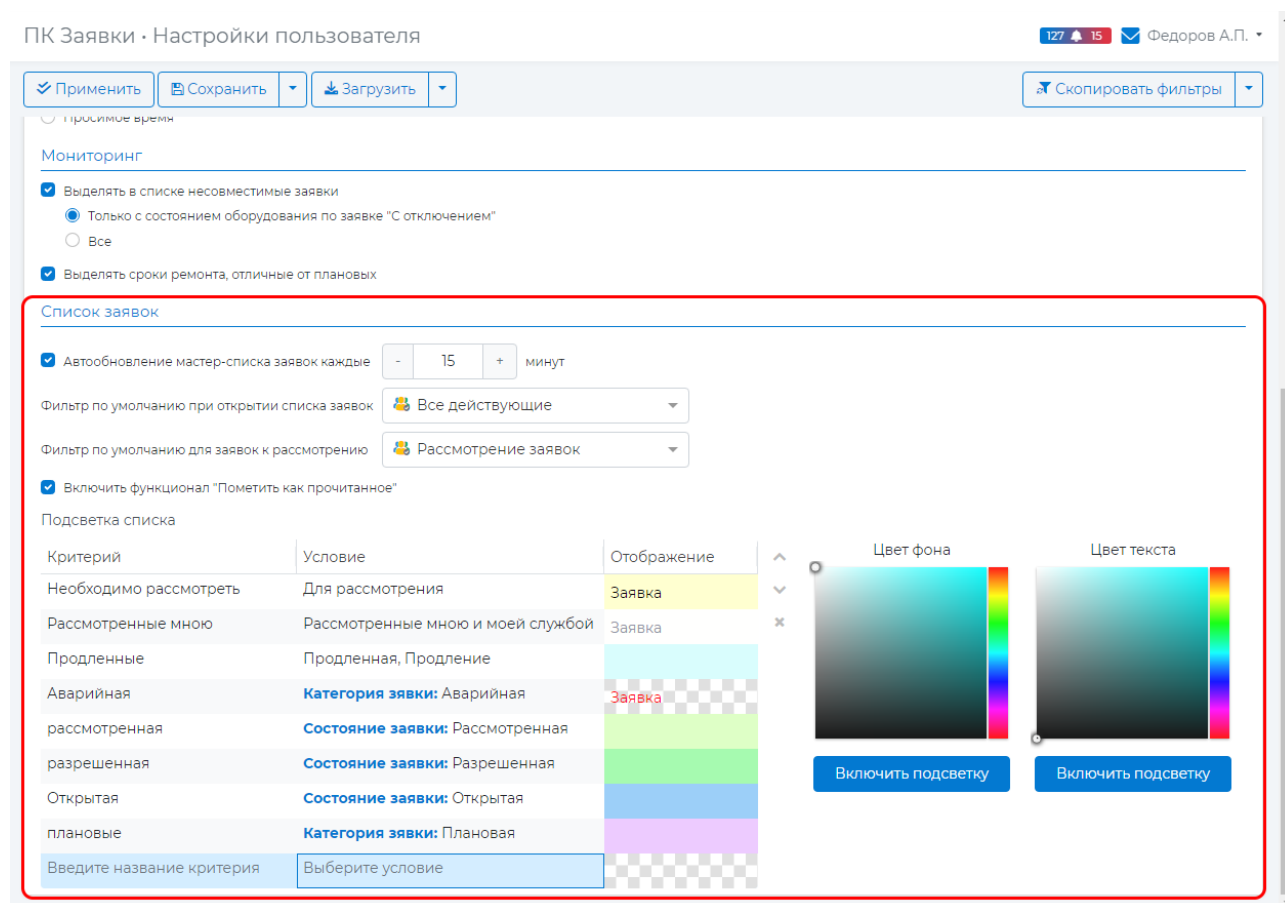 ПК Заявки • Настройки пользователя
127 15 Федоров А.П.
Применить Сохранить Загрузить Скопировать фильтры
Просимое время
Мониторинг
Выделять в списке несовместимые заявки
Только с состоянием оборудования по заявке "С отключением"
Все
Выделять сроки ремонта, отличные от плановых
Список заявок
Автообновление мастер-списка заявок каждые - 15 + минут
Фильтр по умолчанию при открытии списка заявок Все действующие
Фильтр по умолчанию для заявок к рассмотрению Рассмотрение заявок
Включить функционал "Пометить как прочитанное"
Подсветка списка
Критерий Условие Отображение Цвет фона Цвет текста
Необходимо рассмотреть Для рассмотрения Заявка
Рассмотренные мною Рассмотренные мною и моей службой Заявка
Продленные Продленная, Продление
Аварийная Категория зявки: Аварийная Заявка
рассмотренная Состояние заявки: Рассмотренная
разрешенная Состояние заявки: Разрешенная Включить подсветку Включить подсветку
Открытая Состояние заявки: Открытая
плановые Категория зявки: Плановая
Введите название критерия Выберите условие